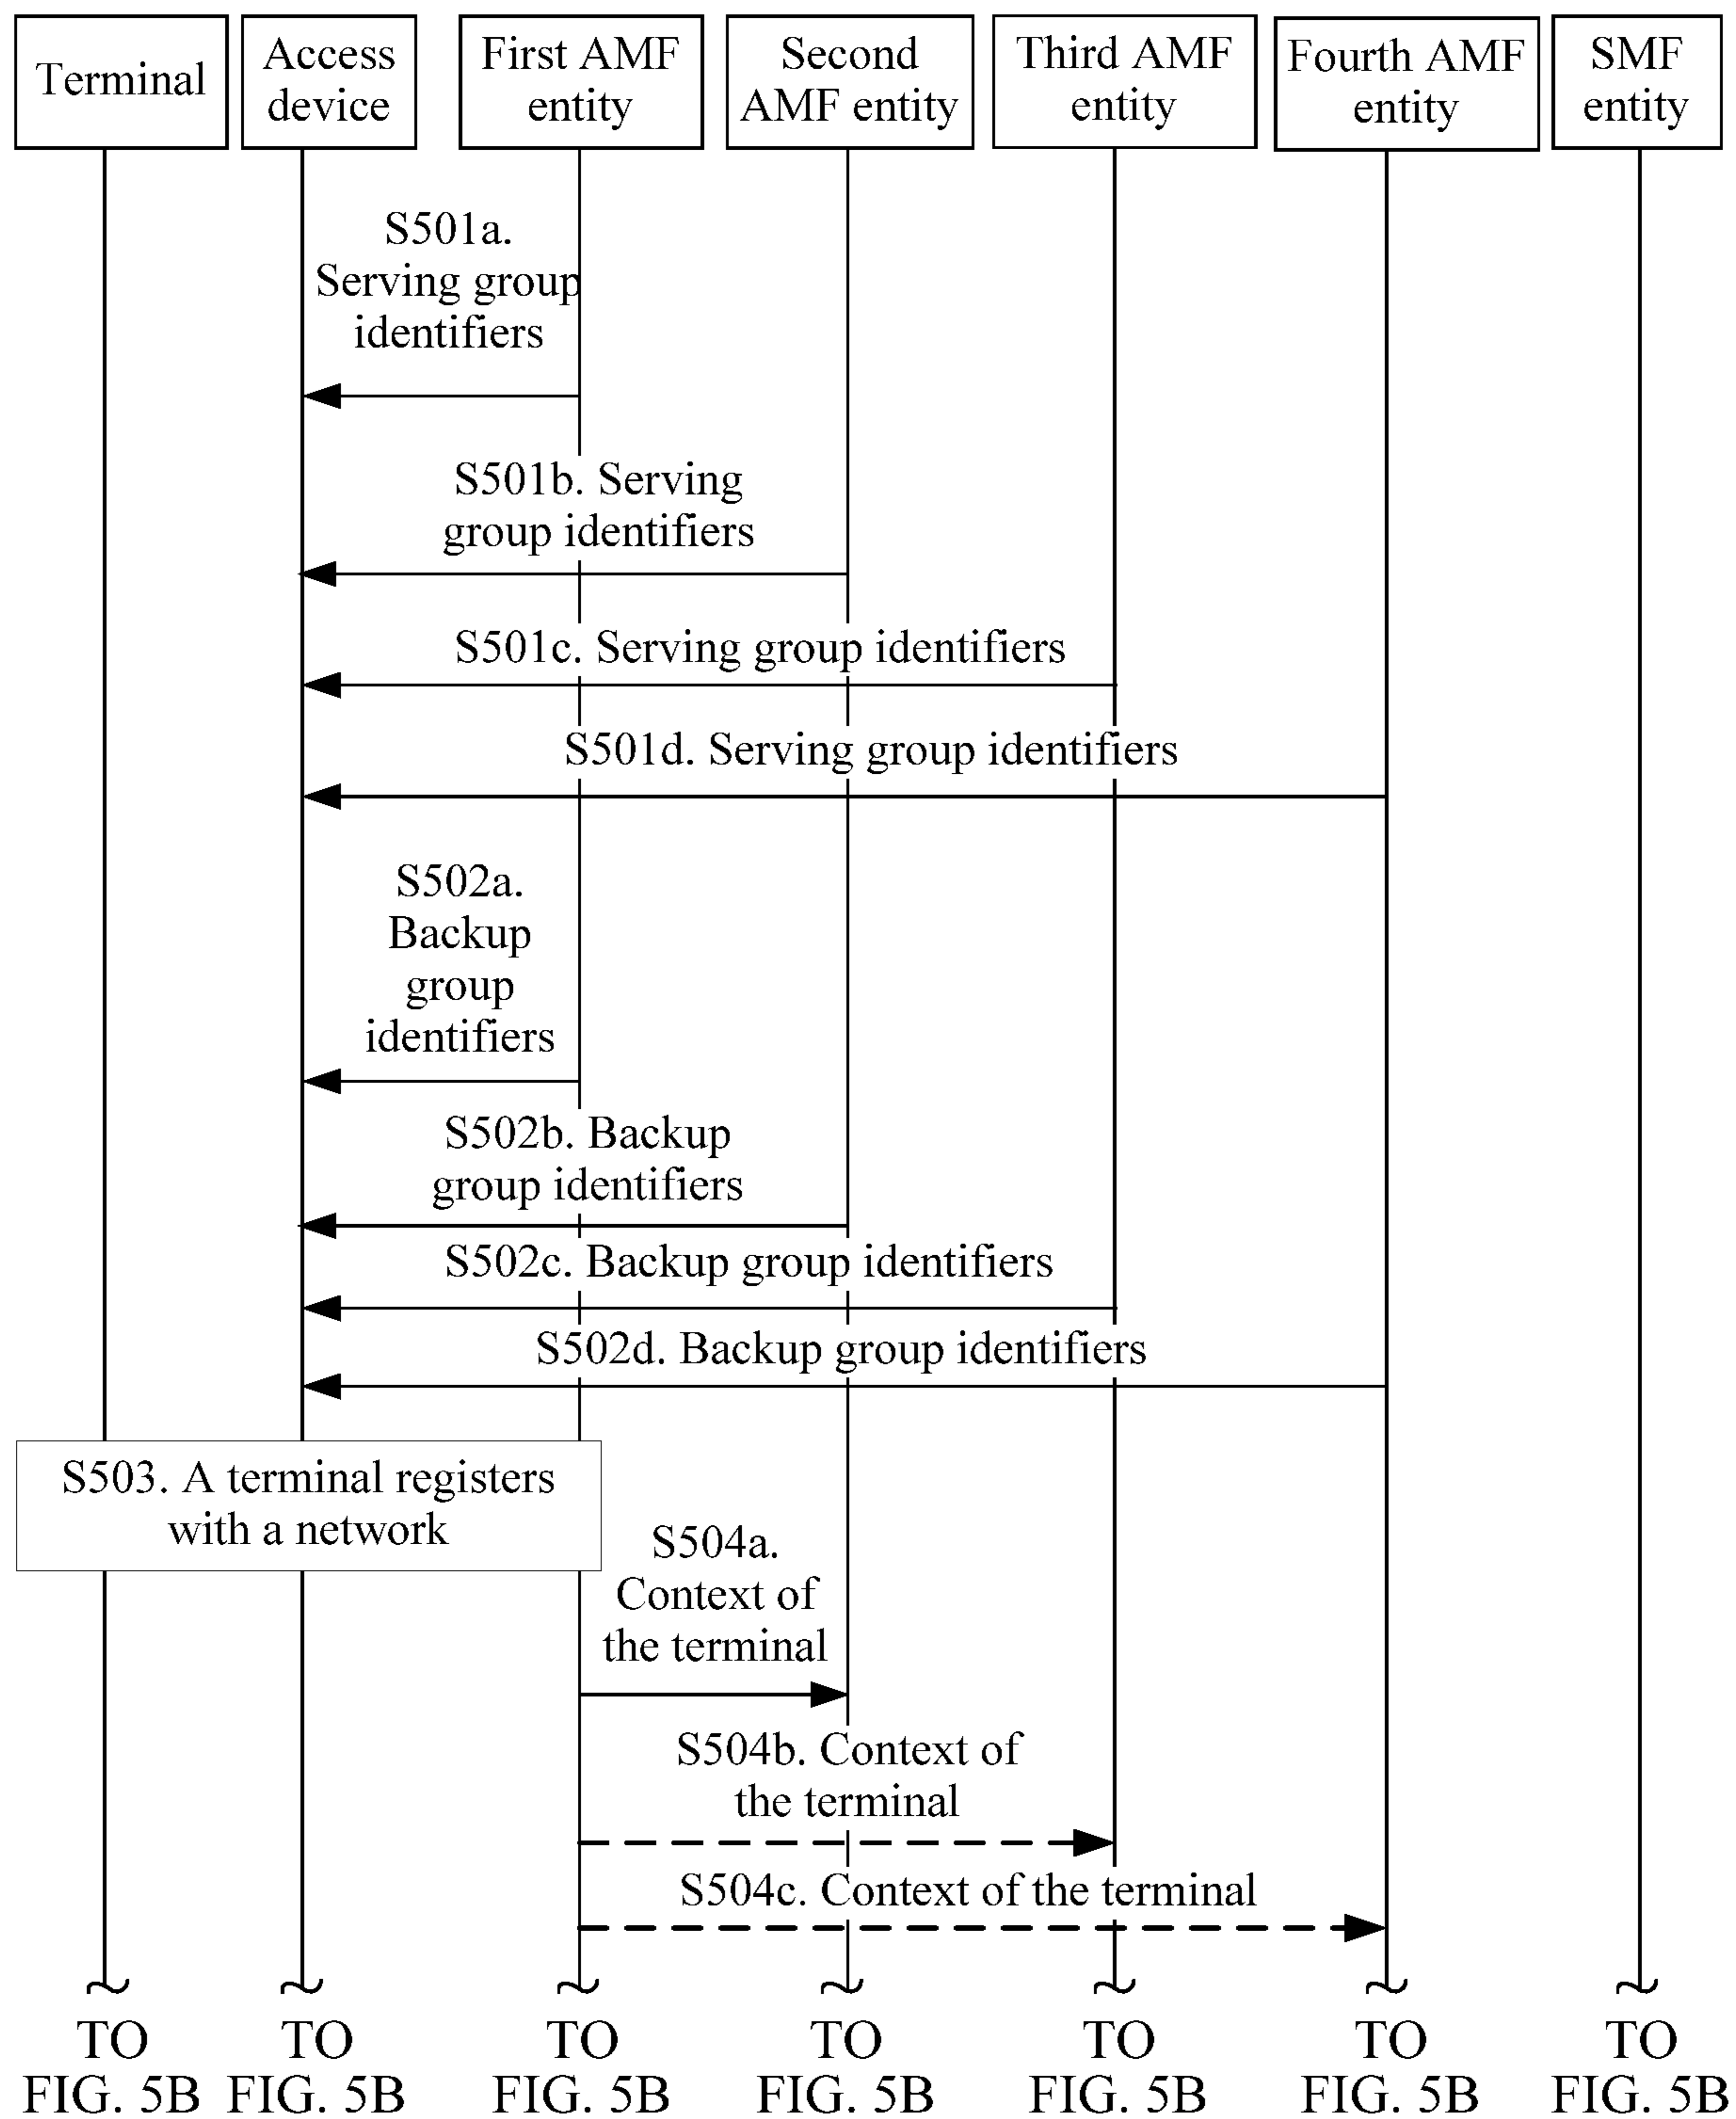 Terminal
Access
device
First AMF
entity
Second
AMF entity
Third AMF
entity
Fourth AMF
entity
SMF
entity
S501a.
Serving group
identifiers
S501b. Serving
group identifiers
S501c. Serving group identifiers
S501d. Serving group identifiers
S502a.
Backup
group
identifiers
S502b. Backup
group identifiers
S502c. Backup group identifiers
S502d. Backup group identifiers
S503. A terminal registers
with a network
S504a.
Context of
the terminal
S504b. Context of
the terminal
S504c. Context of the terminal
TO
FIG. 5B
TO
FIG. 5B
TO
FIG. 5B
TO
FIG. 5B
TO
FIG. 5B
TO
FIG. 5B
TO
FIG. 5B